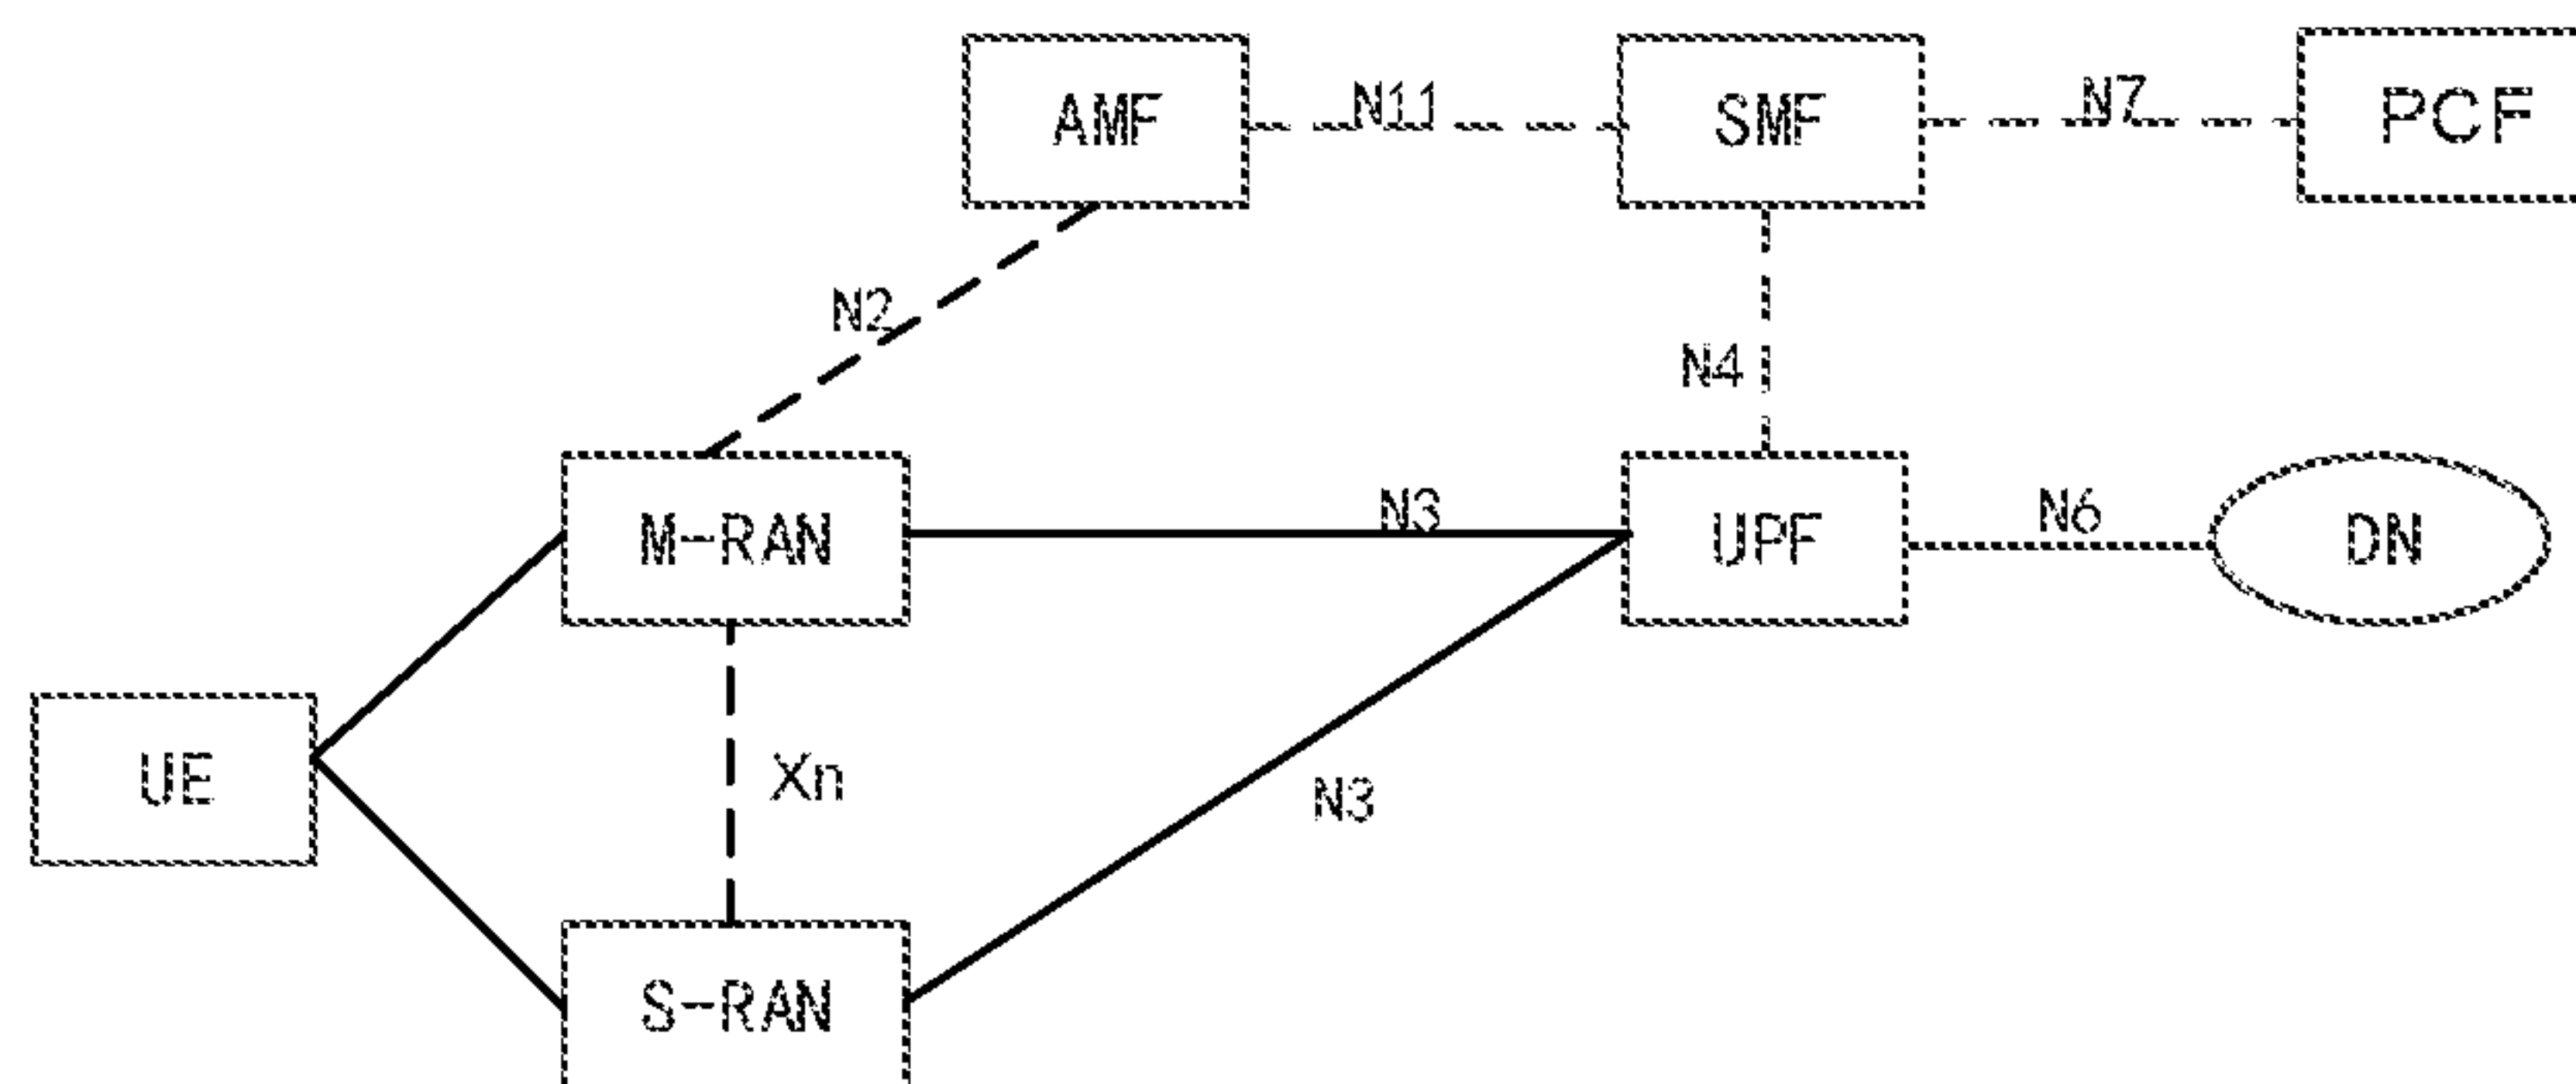 AMF
N11
SMF
N7
PCF
N2
N4
M-RAN
N3
UPF
N6
DN
UE
Xn
N3
S-RAN